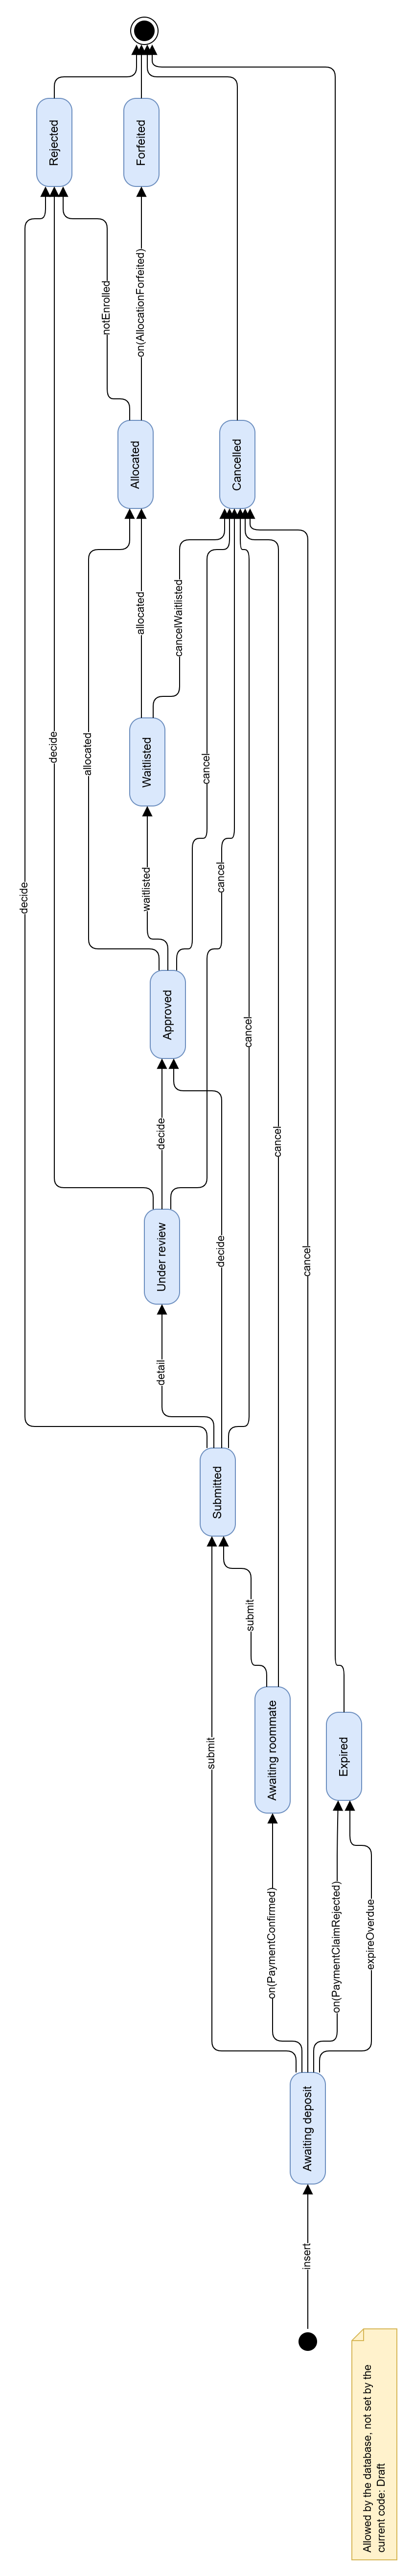 Rejected
Forfeited
notEnrolled
on(AllocationForfeited)
Allocated
Cancelled
allocated
cancelWaitlisted
decide
allocated
Waitlisted
cancel
decide
waitlisted
cancel
Approved
cancel
decide
cancel
Under review
decide
cancel
detail
Submitted
submit
submit
Awaiting roommate
Expired
on(PaymentConfirmed)
on(PaymentClaimRejected)
expireOverdue
Awaiting deposit
insert
Allowed by the database, not set by the
current code: Draft